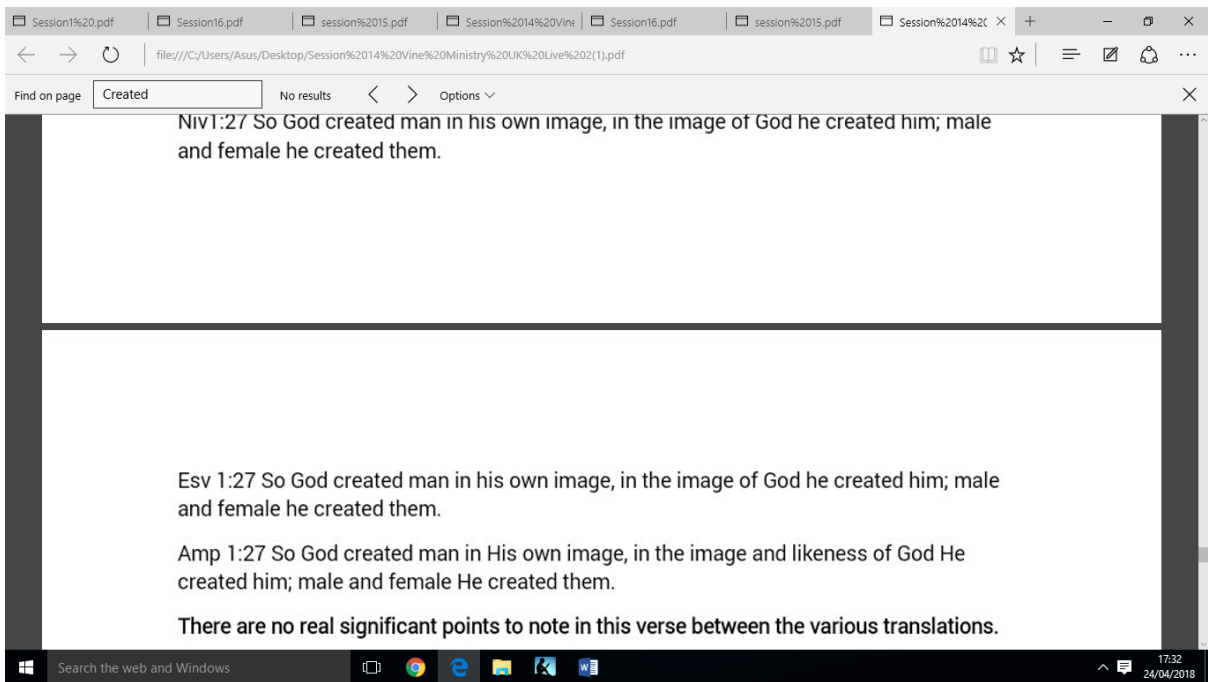 Session1%20.pdf
Session16.pdf
session%2015.pdf
Session%2014%20Vine
Session16.pdf
session%2015.pdf
Session%2014%20
file:///C:/Users/Asus/Desktop/Session%2014%20Vine%20Ministry%20UK%20Live%202(1).pdf
Find on page
Created
No results
Options
Niv1:27 So God created man in his own image, in the image of God he created him; male
and female he created them.
Esv 1:27 So God created man in his own image, in the image of God he created him; male
and female he created them.
Amp 1:27 So God created man in His own image, in the image and likeness of God He
created him; male and female He created them.
There are no real significant points to note in this verse between the various translations.
Search the web and Windows
17:32
24/04/2018